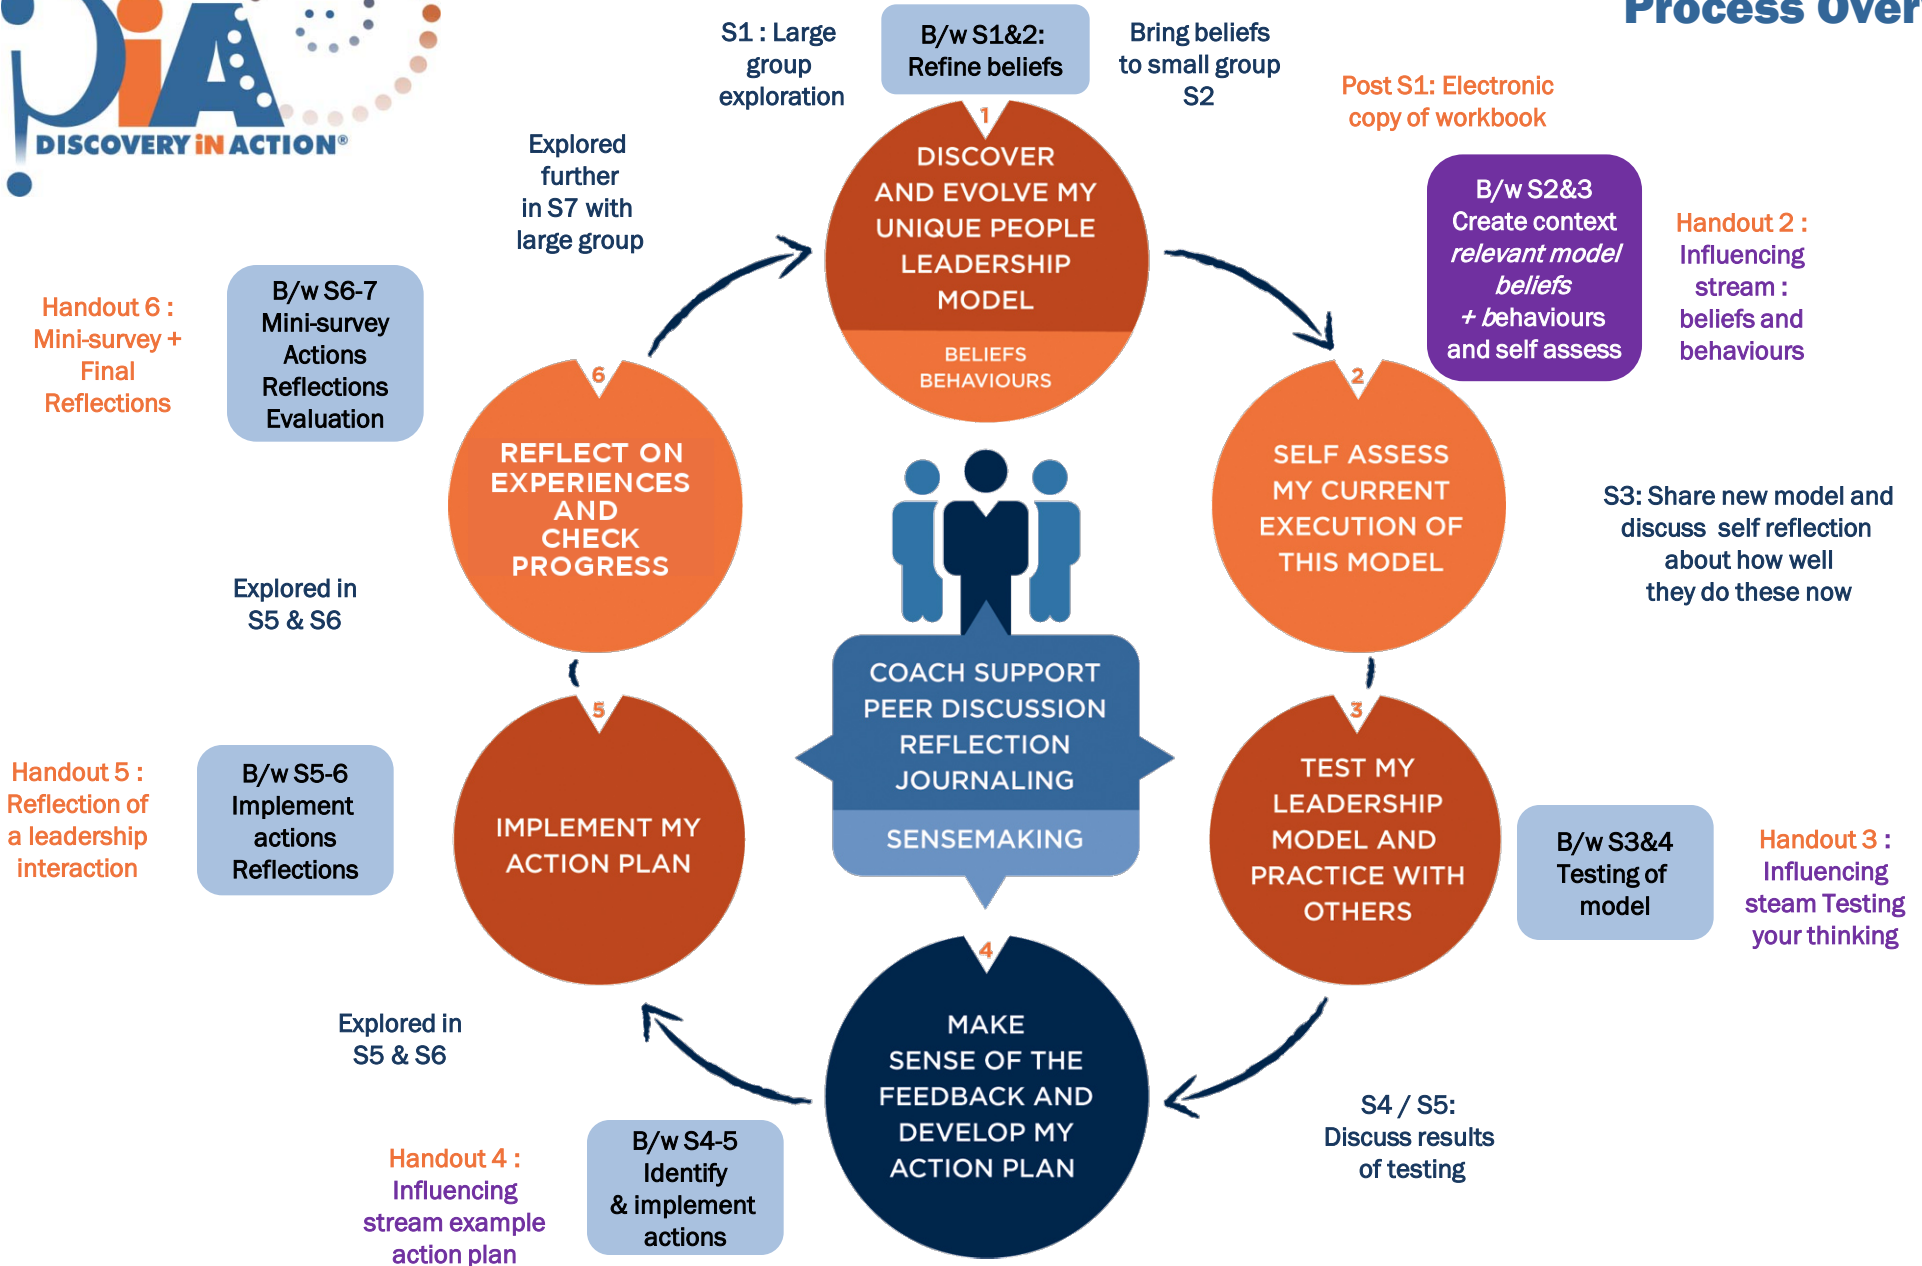 Process Over
DiA
DISCOVERY iN ACTION®
S1 : Large
group
exploration
B/w S1&2:
Refine beliefs
Bring beliefs
to small group
S2
Post S1: Electronic
copy of workbook
Explored
further
in S7 with
large group
1
DISCOVER
AND EVOLVE MY
UNIQUE PEOPLE
LEADERSHIP
MODEL
BELIEFS
BEHAVIOURS
B/w S2&3
Create context
relevant model
beliefs
+ behaviours
and self assess
Handout 2 :
Influencing
stream :
beliefs and
behaviours
Handout 6 :
Mini-survey +
Final
Reflections
B/w S6-7
Mini-survey
Actions
Reflections
Evaluation
6
REFLECT ON
EXPERIENCES
AND
CHECK
PROGRESS
2
SELF ASSESS
MY CURRENT
EXECUTION OF
THIS MODEL
S3: Share new model and
discuss self reflection
about how well
they do these now
Explored in
S5 & S6
COACH SUPPORT
PEER DISCUSSION
REFLECTION
JOURNALING
SENSEMAKING
5
IMPLEMENT MY
ACTION PLAN
3
TEST MY
LEADERSHIP
MODEL AND
PRACTICE WITH
OTHERS
Handout 5 :
Reflection of
a leadership
interaction
B/w S5-6
Implement
actions
Reflections
B/w S3&4
Testing of
model
Handout 3 :
Influencing
steam Testing
your thinking
4
MAKE
SENSE OF THE
FEEDBACK AND
DEVELOP MY
ACTION PLAN
Explored in
S5 & S6
S4 / S5:
Discuss results
of testing
Handout 4 :
Influencing
stream example
action plan
B/w S4-5
Identify
& implement
actions